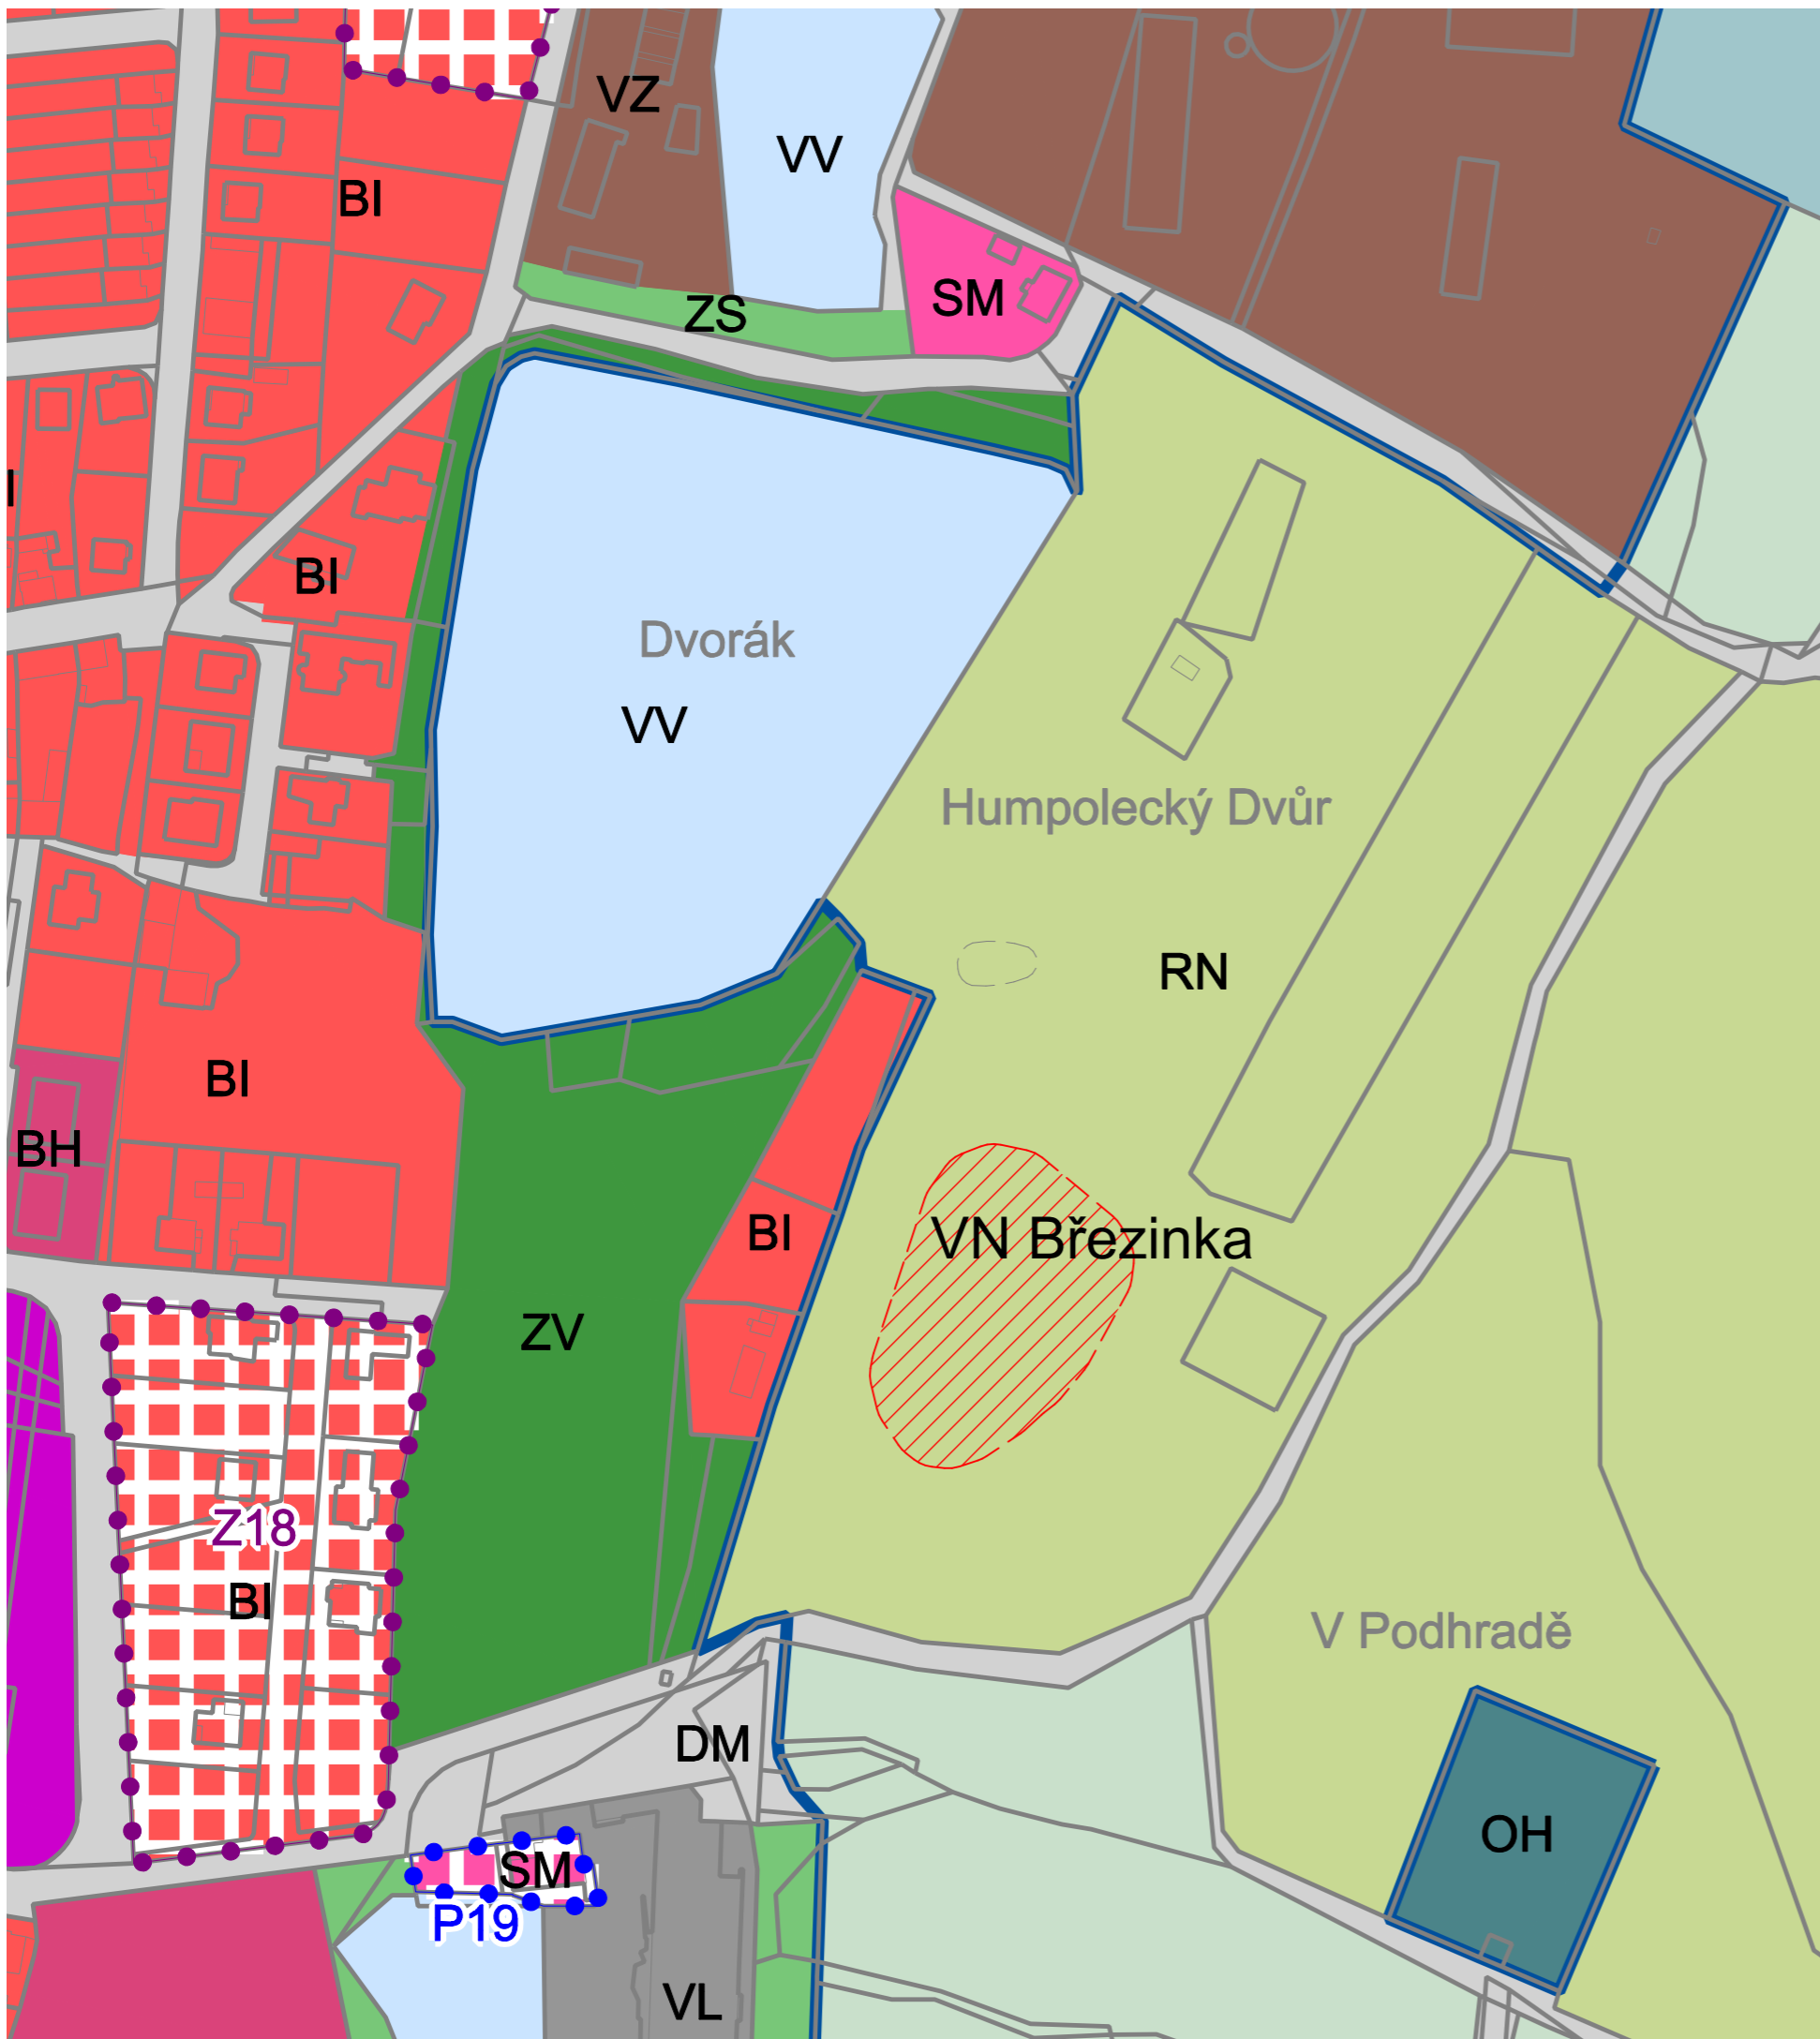 VZ
VV
BI
SM
ZS
I
BI
Dvorák
VV
Humpolecký Dvůr
RN
BI
BH
BI
VN Březinka
ZV
Z18
BI
V Podhradě
DM
OH
SM
P19
VL